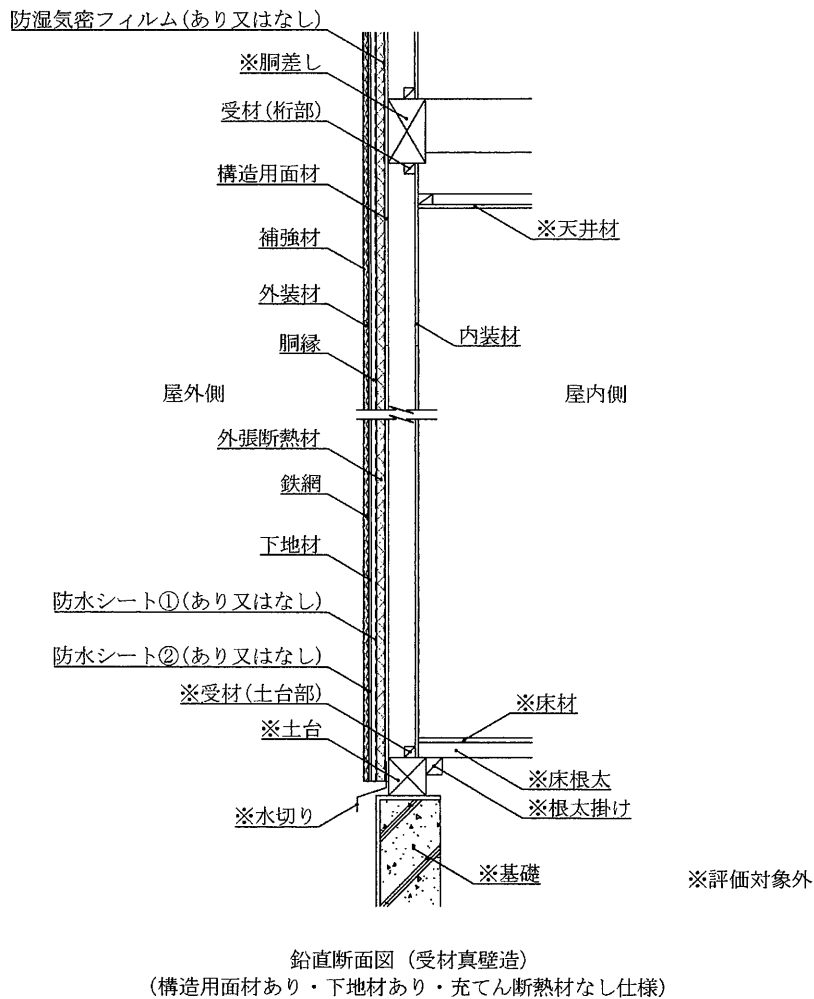 防湿気密フィルム(あり又はなし)
※胴差し
受材(桁部)
構造用面材
※天井材
補強材
外装材
内装材
胴縁
屋外側
屋内側
外張断熱材
鉄網
下地材
防水シート①(あり又はなし)
防水シート②(あり又はなし)
※受材(土台部)
※床材
※土台
※床根太
※水切り
※根太掛け
※基礎
※評価対象外
鉛直断面図 (受材真壁造)
(構造用面材あり・下地材あり・充てん断熱材なし仕様)